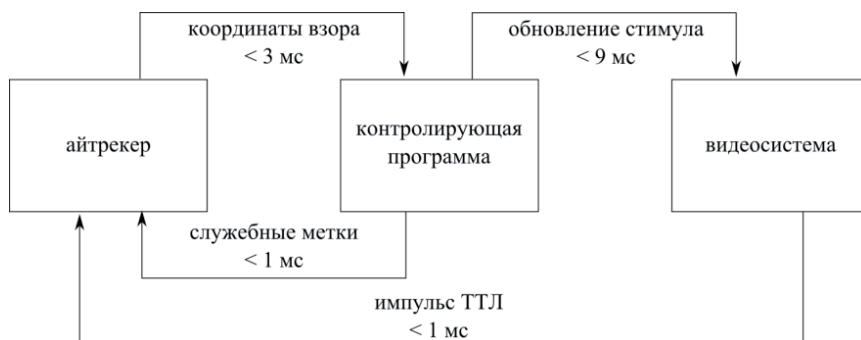 координаты взора
< 3 мс
обновление стимула
< 9 мс
айтрекер
контролирующая
программа
видеосистема
служебные метки
< 1 мс
импульс ТТЛ
< 1 мс